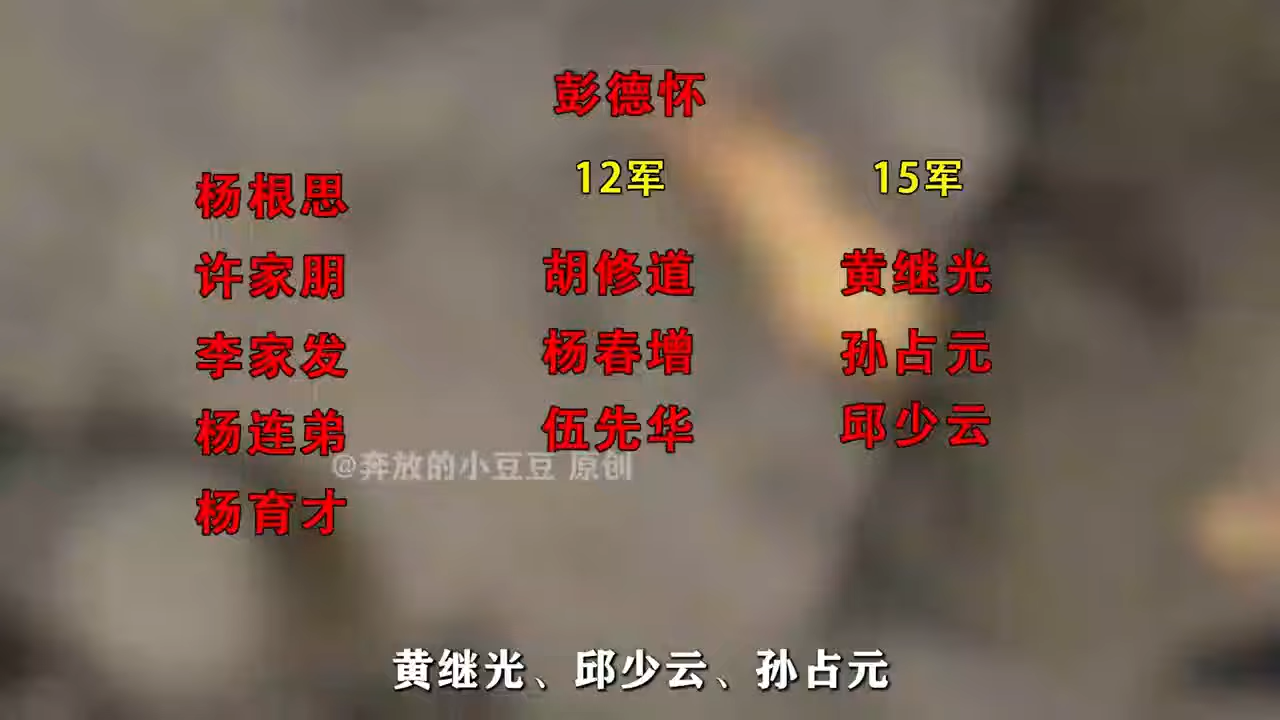 彭德怀
12军
15军
杨根思
许家朋
李家发
杨连弟
杨育才
胡修道
杨春增
伍先华
黄继光
孙占元
邱少云
@奔放的小豆豆 原创
黄继光、邱少云、孙占元